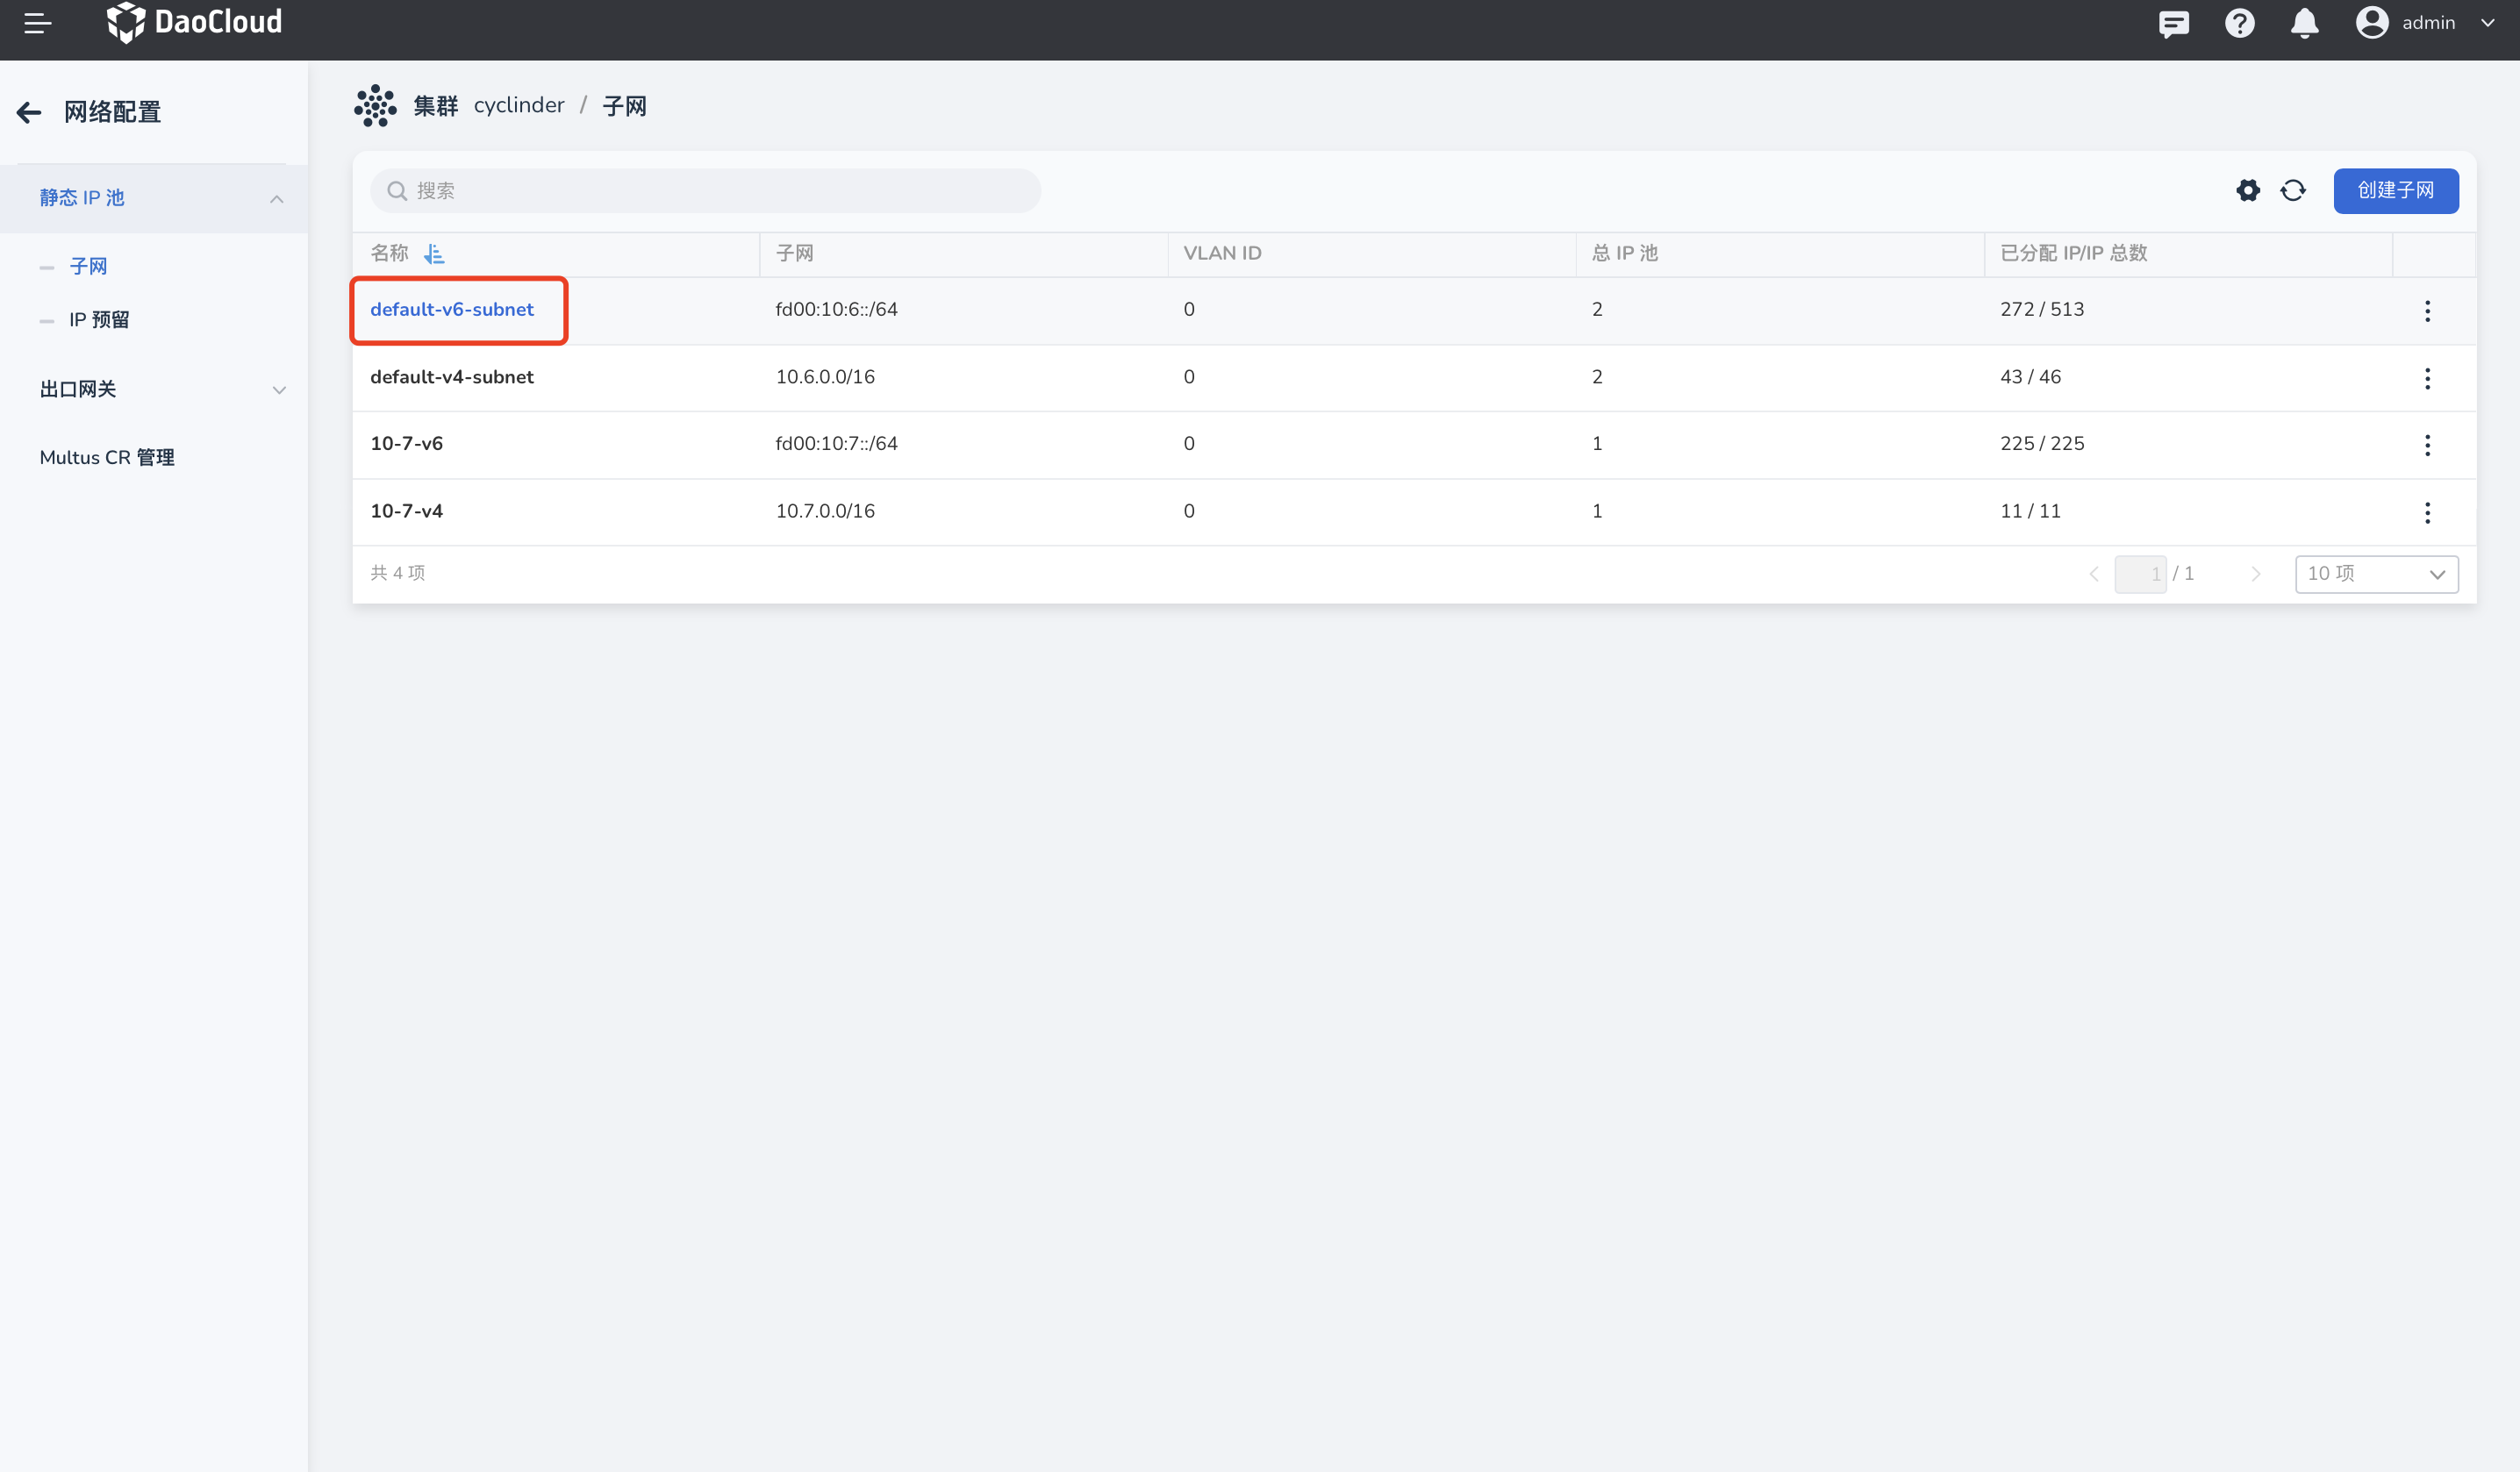 DaoCloud
admin
网络配置
静态 IP 池
子网
IP 预留
出口网关
Multus CR 管理
集群 cyclinder / 子网
搜索
创建子网
名称 子网 VLAN ID 总 IP 池 已分配 IP/IP 总数
default-v6-subnet fd00:10:6::/64 0 2 272 / 513
default-v4-subnet 10.6.0.0/16 0 2 43 / 46
10-7-v6 fd00:10:7::/64 0 1 225 / 225
10-7-v4 10.7.0.0/16 0 1 11 / 11
共 4 项 1 / 1 10 项